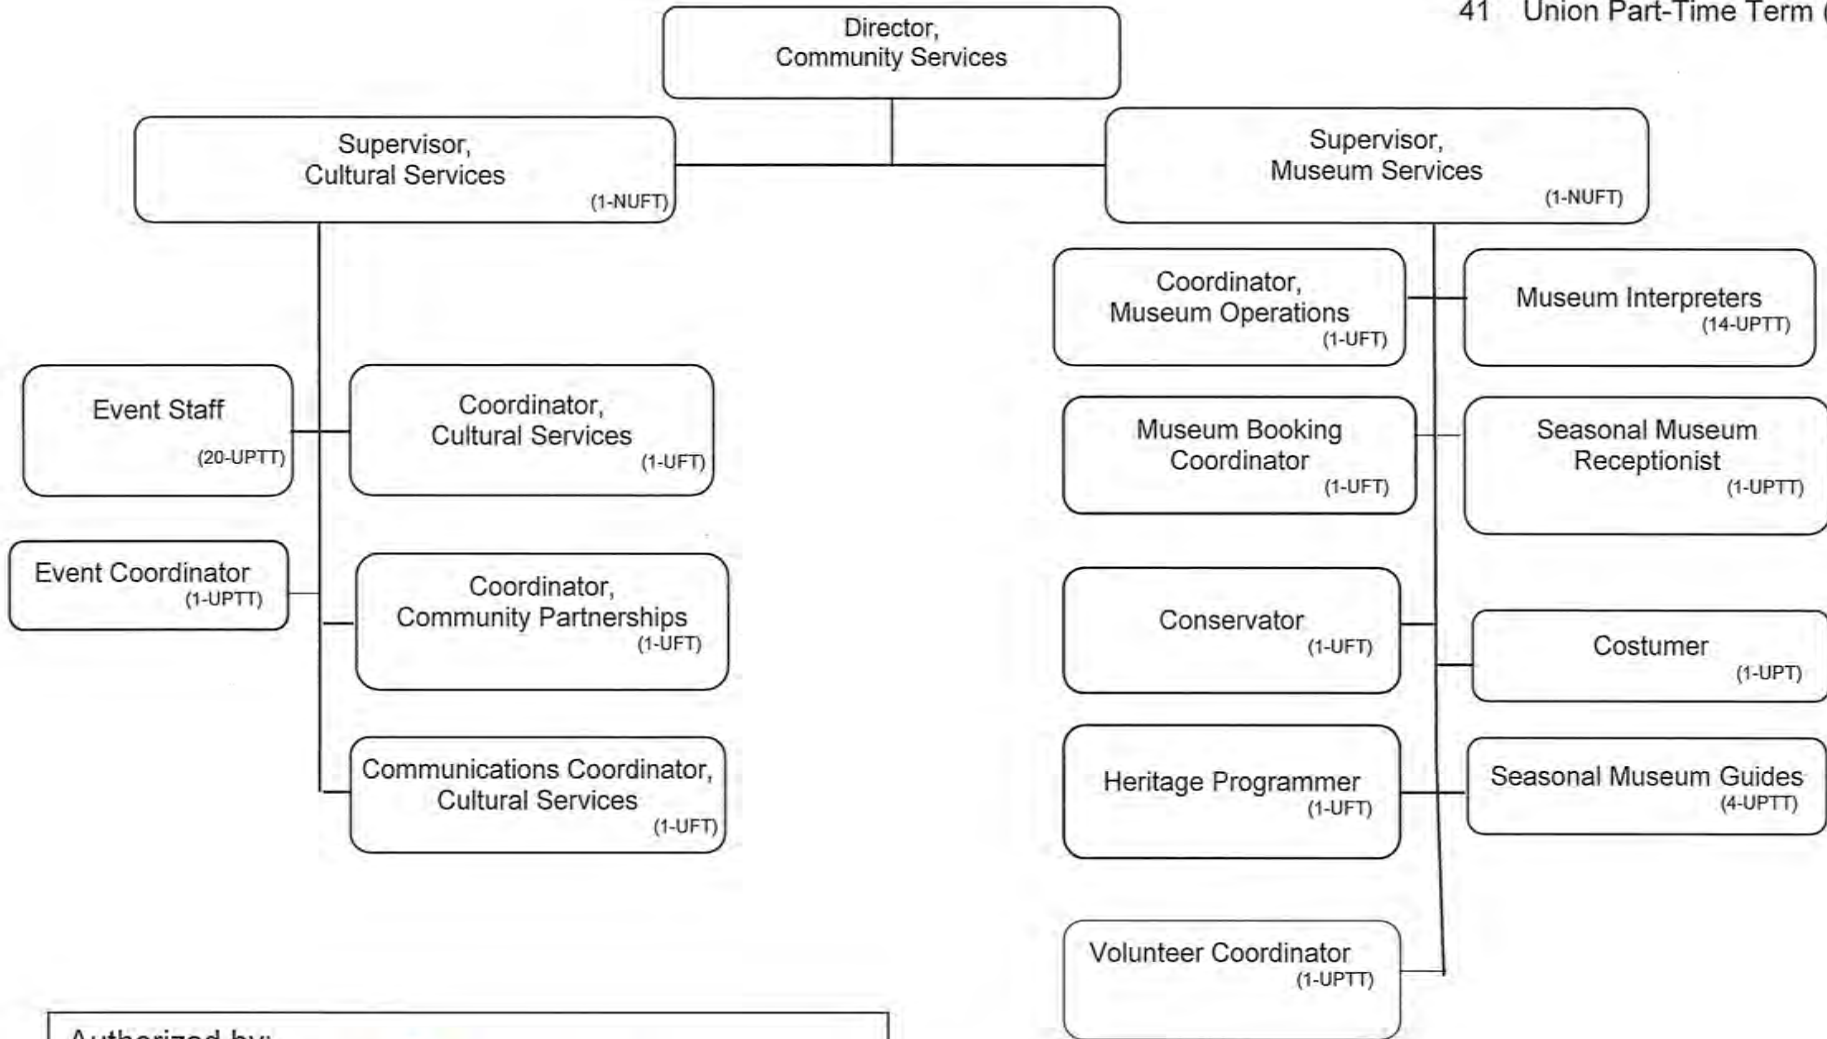 41 Union Part-Time Term (
Director,
Community Services
Supervisor,
Cultural Services
(1-NUFT)
Supervisor,
Museum Services
(1-NUFT)
Event Staff
(20-UPTT)
Coordinator,
Cultural Services
(1-UFT)
Event Coordinator
(1-UPTT)
Coordinator,
Community Partnerships
(1-UFT)
Communications Coordinator,
Cultural Services
(1-UFT)
Coordinator,
Museum Operations
(1-UFT)
Museum Interpreters
(14-UPTT)
Museum Booking
Coordinator
(1-UFT)
Seasonal Museum
Receptionist
(1-UPTT)
Conservator
(1-UFT)
Costumer
(1-UPT)
Heritage Programmer
(1-UFT)
Seasonal Museum Guides
(4-UPTT)
Volunteer Coordinator
(1-UPTT)
Authorized by: